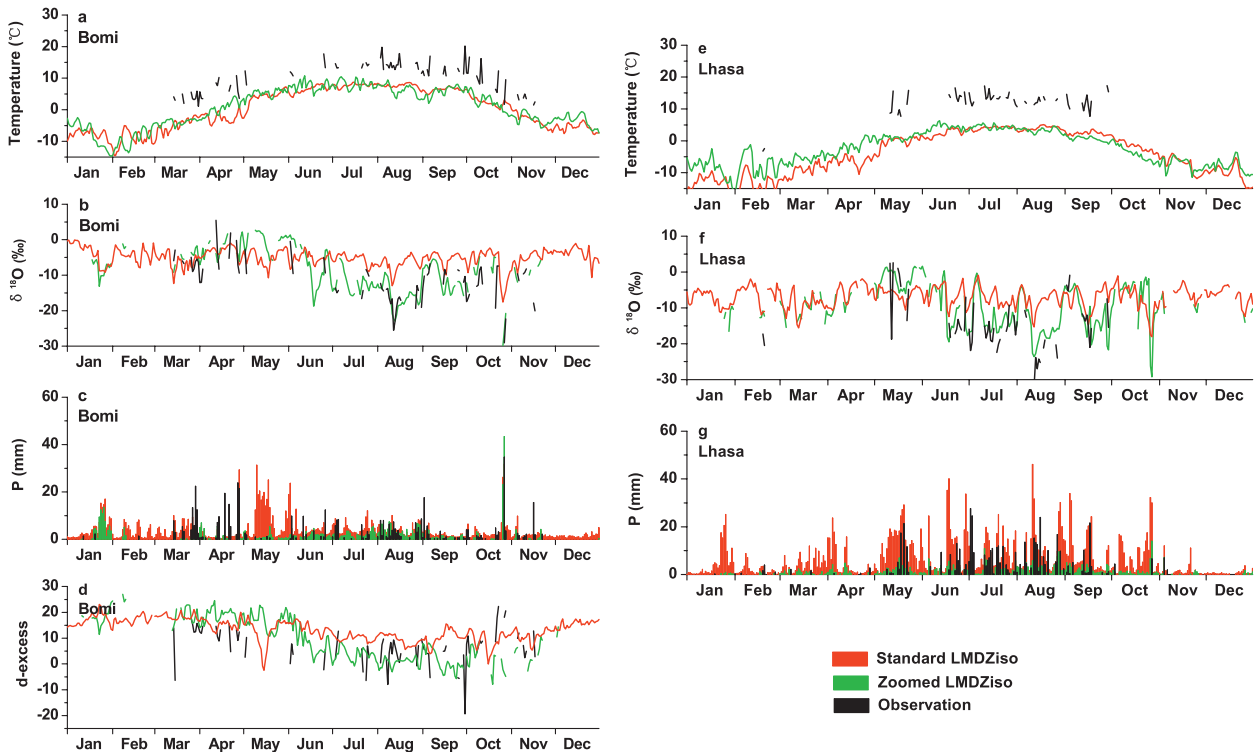 a
Bomi
Temperature (℃)
30
20
10
0
-10
Jan Feb Mar Apr May Jun Jul Aug Sep Oct Nov Dec
b
Bomi
δ 18O (‰)
10
0
-10
-20
-30
Jan Feb Mar Apr May Jun Jul Aug Sep Oct Nov Dec
c
Bomi
P (mm)
60
40
20
0
Jan Feb Mar Apr May Jun Jul Aug Sep Oct Nov Dec
d
Bomi
d-excess
30
20
10
0
-10
-20
Jan Feb Mar Apr May Jun Jul Aug Sep Oct Nov Dec
e
Lhasa
Temperature (℃)
30
20
10
0
-10
Jan Feb Mar Apr May Jun Jul Aug Sep Oct Nov Dec
f
Lhasa
δ 18O (‰)
10
0
-10
-20
-30
Jan Feb Mar Apr May Jun Jul Aug Sep Oct Nov Dec
g
Lhasa
P (mm)
60
40
20
0
Jan Feb Mar Apr May Jun Jul Aug Sep Oct Nov Dec
Standard LMDZiso
Zoomed LMDZiso
Observation